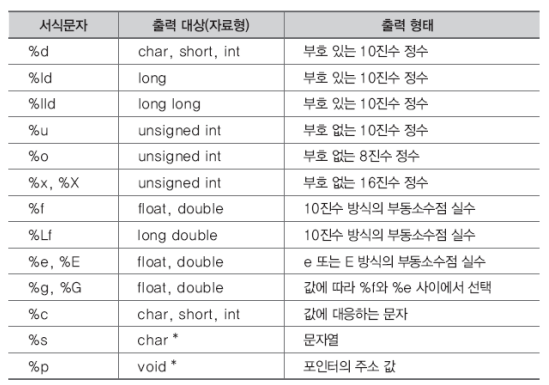 서식문자 출력 대상(자료형) 출력 형태
%d char, short, int 부호 있는 10진수 정수
%ld long 부호 있는 10진수 정수
%lld long long 부호 있는 10진수 정수
%u unsigned int 부호 없는 10진수 정수
%o unsigned int 부호 없는 8진수 정수
%x, %X unsigned int 부호 없는 16진수 정수
%f float, double 10진수 방식의 부동소수점 실수
%Lf long double 10진수 방식의 부동소수점 실수
%e, %E float, double e 또는 E 방식의 부동소수점 실수
%g, %G float, double 값에 따라 %f와 %e 사이에서 선택
%c char, short, int 값에 대응하는 문자
%s char * 문자열
%p void * 포인터의 주소 값